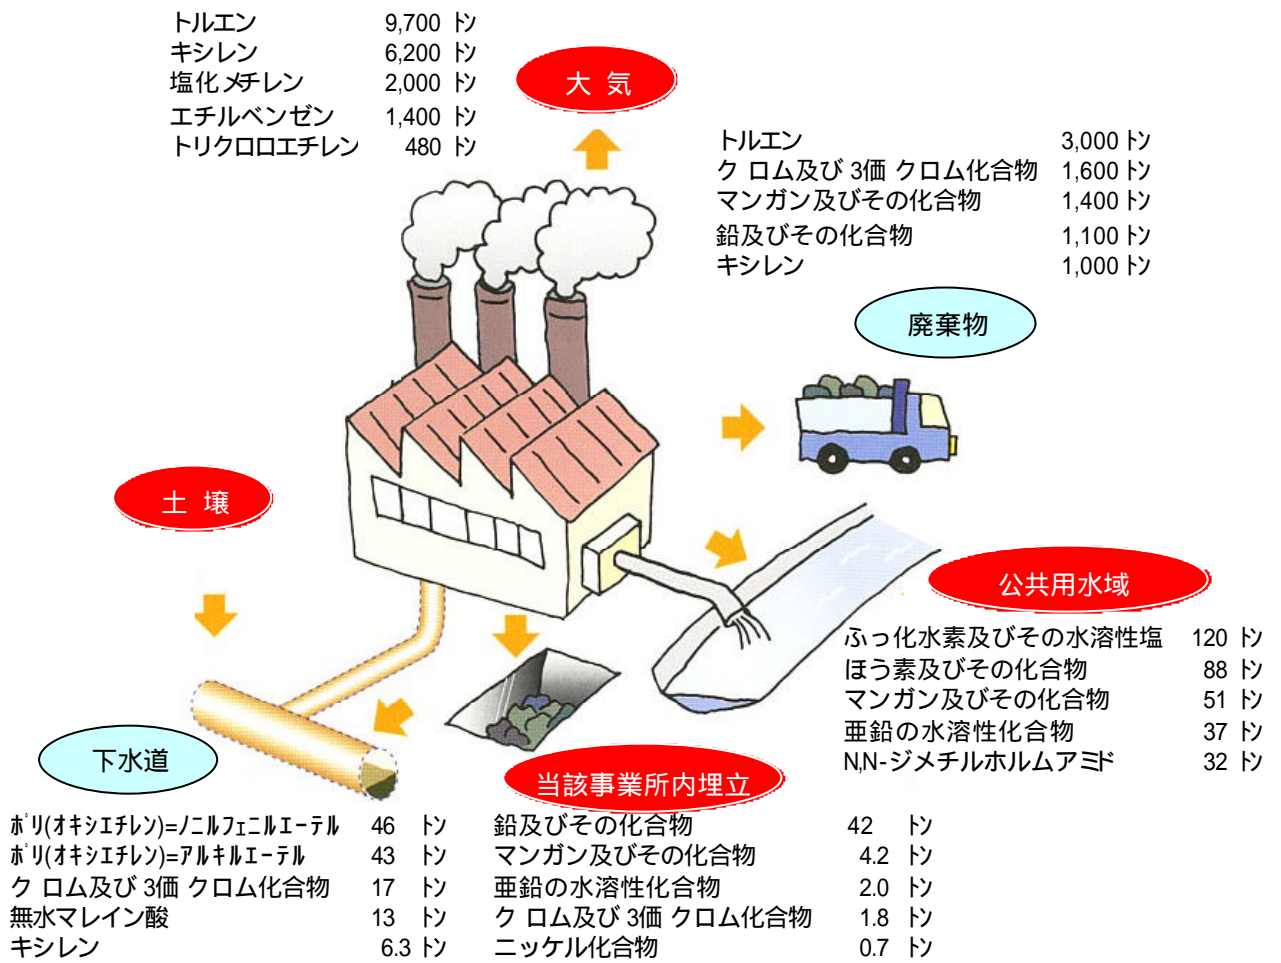 トルエン 9,700 トン
キシレン 6,200 トン
塩化メチレン 2,000 トン
エチルベンゼン 1,400 トン
トリクロロエチレン 480 トン
大 気
トルエン 3,000 トン
クロム及び 3価 クロム化合物 1,600 トン
マンガン及びその化合物 1,400 トン
鉛及びその化合物 1,100 トン
キシレン 1,000 トン
廃棄物
土 壌
公共用水域
ふっ化水素及びその水溶性塩 120 トン
ほう素及びその化合物 88 トン
マンガン及びその化合物 51 トン
亜鉛の水溶性化合物 37 トン
N,N-ジメチルホルムアミド 32 トン
下水道
ポリ(オキシエチレン)=ノニルフェニルエーテル 46 トン
ポリ(オキシエチレン)=アルキルエーテル 43 トン
クロム及び 3価 クロム化合物 17 トン
無水マレイン酸 13 トン
キシレン 6.3 トン
当該事業所内埋立
鉛及びその化合物 42 トン
マンガン及びその化合物 4.2 トン
亜鉛の水溶性化合物 2.0 トン
クロム及び 3価 クロム化合物 1.8 トン
ニッケル化合物 0.7 トン